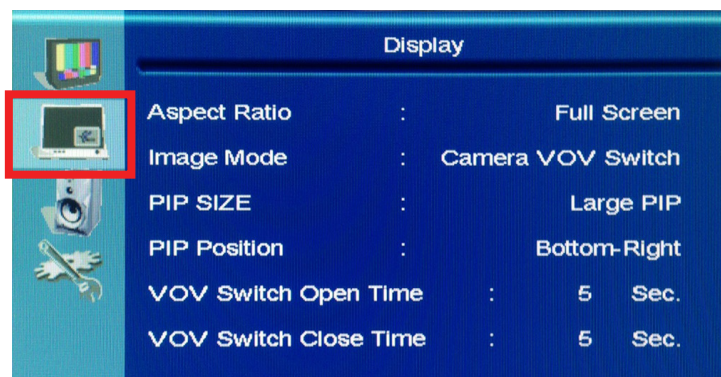 Display
Aspect Ratio : Full Screen
Image Mode : Camera VOV Switch
PIP SIZE : Large PIP
PIP Position : Bottom-Right
VOV Switch Open Time : 5 Sec.
VOV Switch Close Time : 5 Sec.